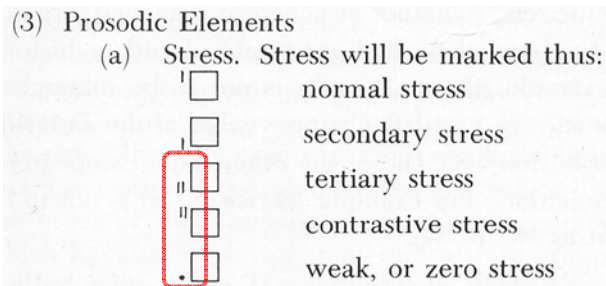 (3) Prosodic Elements
(a) Stress. Stress will be marked thus:
ˈ□ normal stress
ˌ□ secondary stress
ˌˌ□ tertiary stress
ˈˈ□ contrastive stress
.□ weak, or zero stress